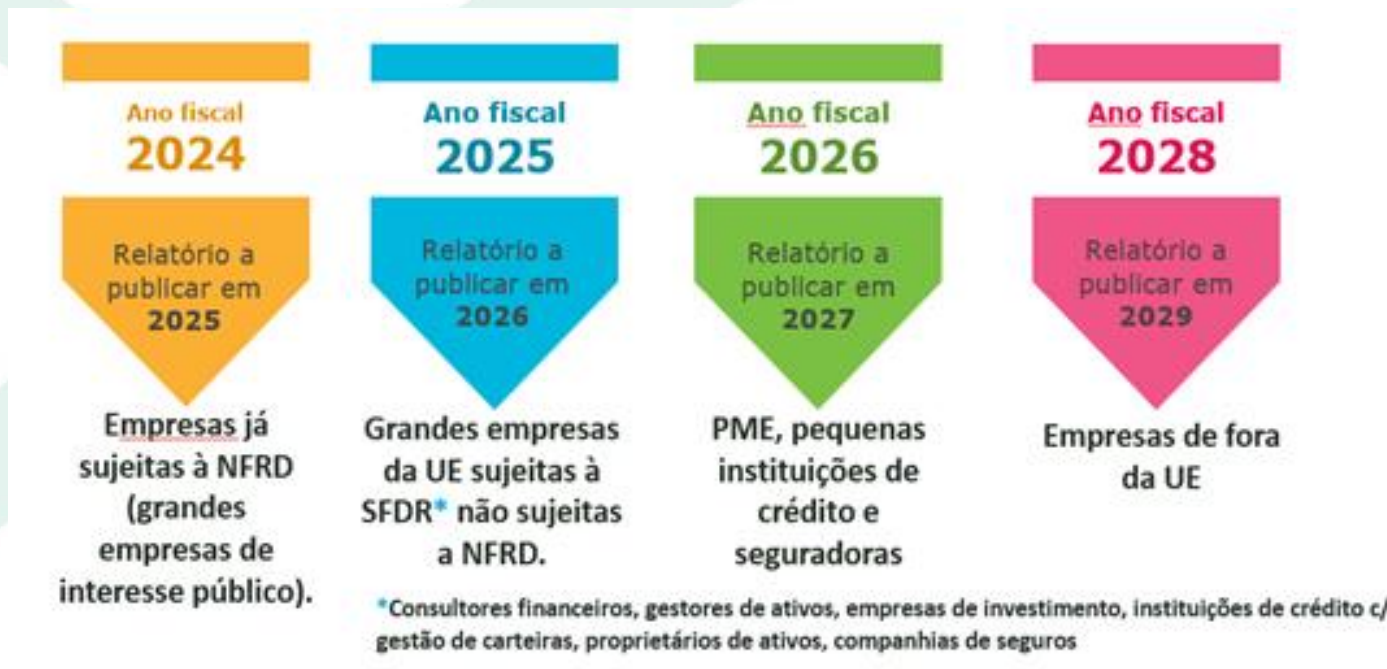 Ano fiscal
2024
Relatório a
publicar em
2025
Empresas já
sujeitas à NFRD
(grandes
empresas de
interesse público).
Ano fiscal
2025
Relatório a
publicar em
2026
Grandes empresas
da UE sujeitas à
SFDR* não sujeitas
a NFRD.
Ano fiscal
2026
Relatório a
publicar em
2027
PME, pequenas
instituições de
crédito e
seguradoras
Ano fiscal
2028
Relatório a
publicar em
2029
Empresas de fora
da UE
*Consultores financeiros, gestores de ativos, empresas de investimento, instituições de crédito c/
gestão de carteiras, proprietários de ativos, companhias de seguros